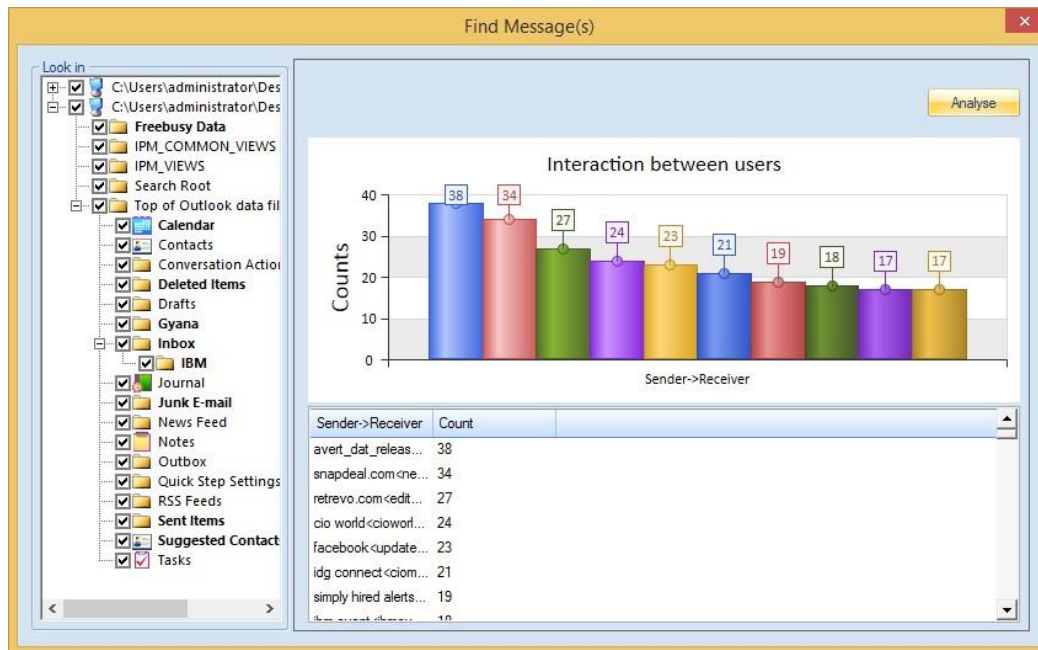 Find Message(s)
Look in
C:\Users\administrator\Des
C:\Users\administrator\Des
Freebusy Data
IPM_COMMON_VIEWS
IPM_VIEWS
Search Root
Top of Outlook data fil
Calendar
Contacts
Conversation Action
Deleted Items
Drafts
Gyana
Inbox
IBM
Journal
Junk E-mail
News Feed
Notes
Outbox
Quick Step Settings
RSS Feeds
Sent Items
Suggested Contact
Tasks
Analyse
Interaction between users
Counts
40
30
20
10
0
38
34
27
24
23
21
19
18
17
17
Sender->Receiver
Sender->Receiver Count
avert_dat_releas... 38
snapdeal.com<ne... 34
retrevo.com<edit... 27
cio world<cioworl... 24
facebook<update... 23
idg connect<ciom... 21
simply hired alerts... 19
18